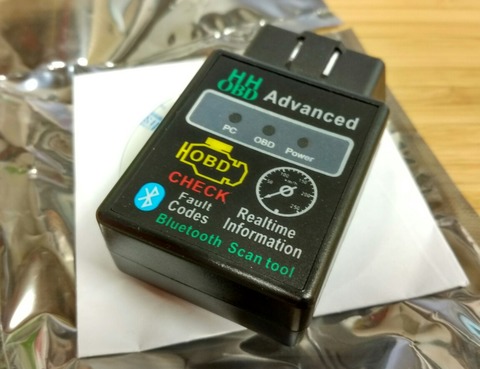 HH
OBD Advanced
PC OBD Power
OBD
CHECK
Fault
Codes
Realtime
Information
Bluetooth Scan tool